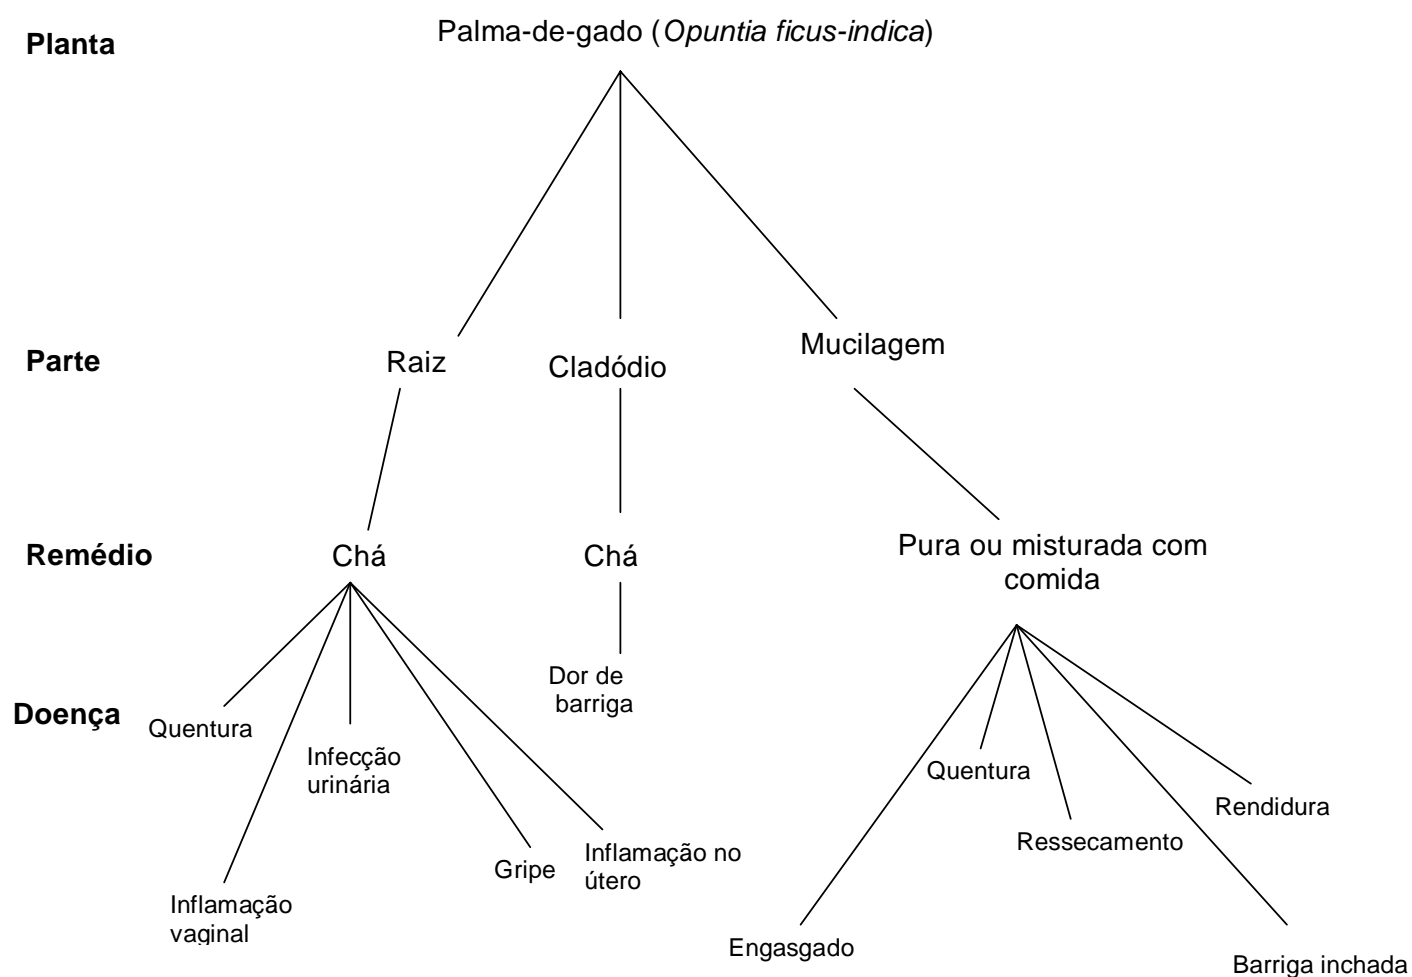 Planta
Palma-de-gado (Opuntia ficus-indica)
Parte
Raiz
Cladódio
Mucilagem
Remédio
Chá
Chá
Pura ou misturada com
comida
Doença
Quentura
Inflamação
vaginal
Infecção
urinária
Gripe
Inflamação no
útero
Dor de
barriga
Engasgado
Quentura
Ressecamento
Barriga inchada
Rendidura